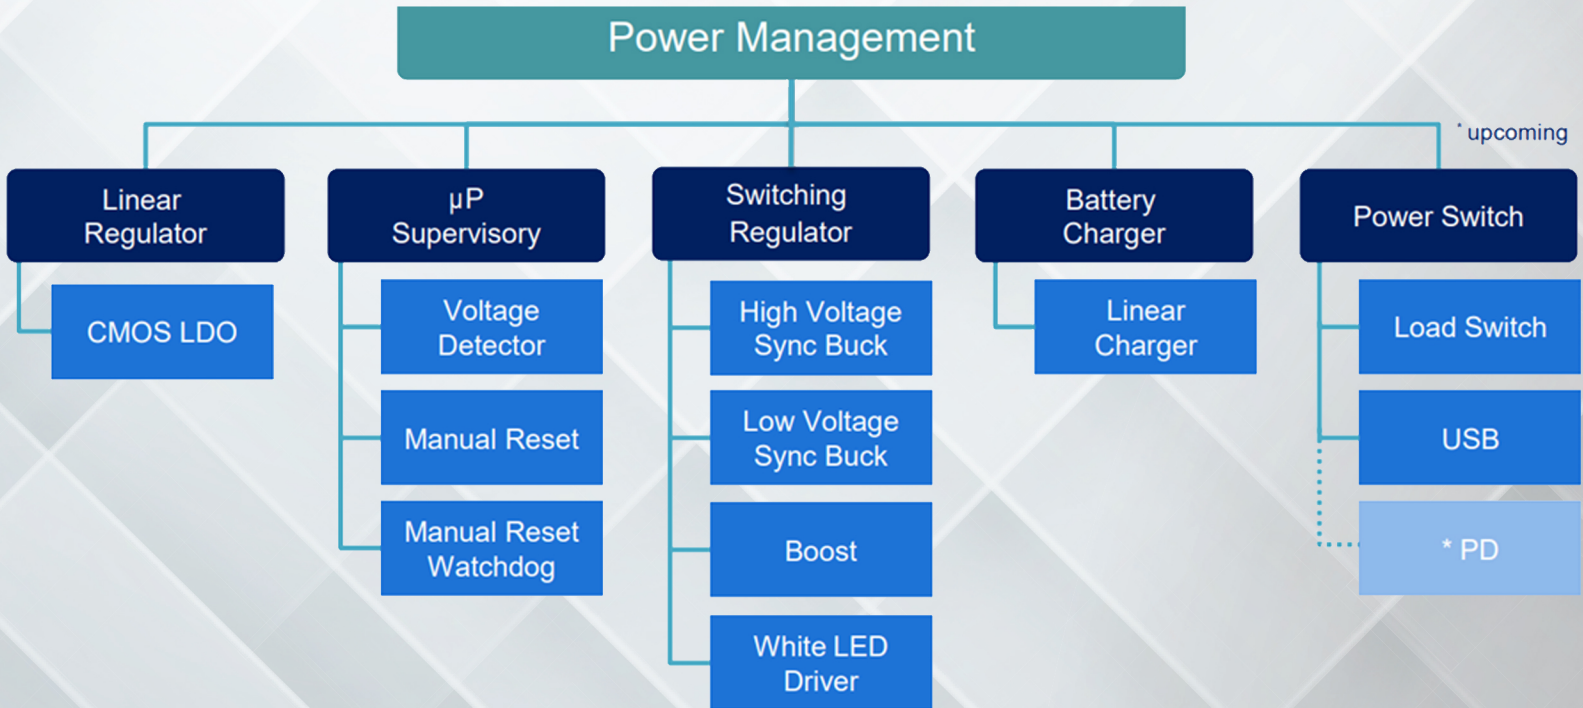 Power Management
* upcoming
Linear
Regulator
µP
Supervisory
Switching
Regulator
Battery
Charger
Power Switch
CMOS LDO
Voltage
Detector
Manual Reset
Manual Reset
Watchdog
High Voltage
Sync Buck
Low Voltage
Sync Buck
Boost
White LED
Driver
Linear
Charger
Load Switch
USB
* PD